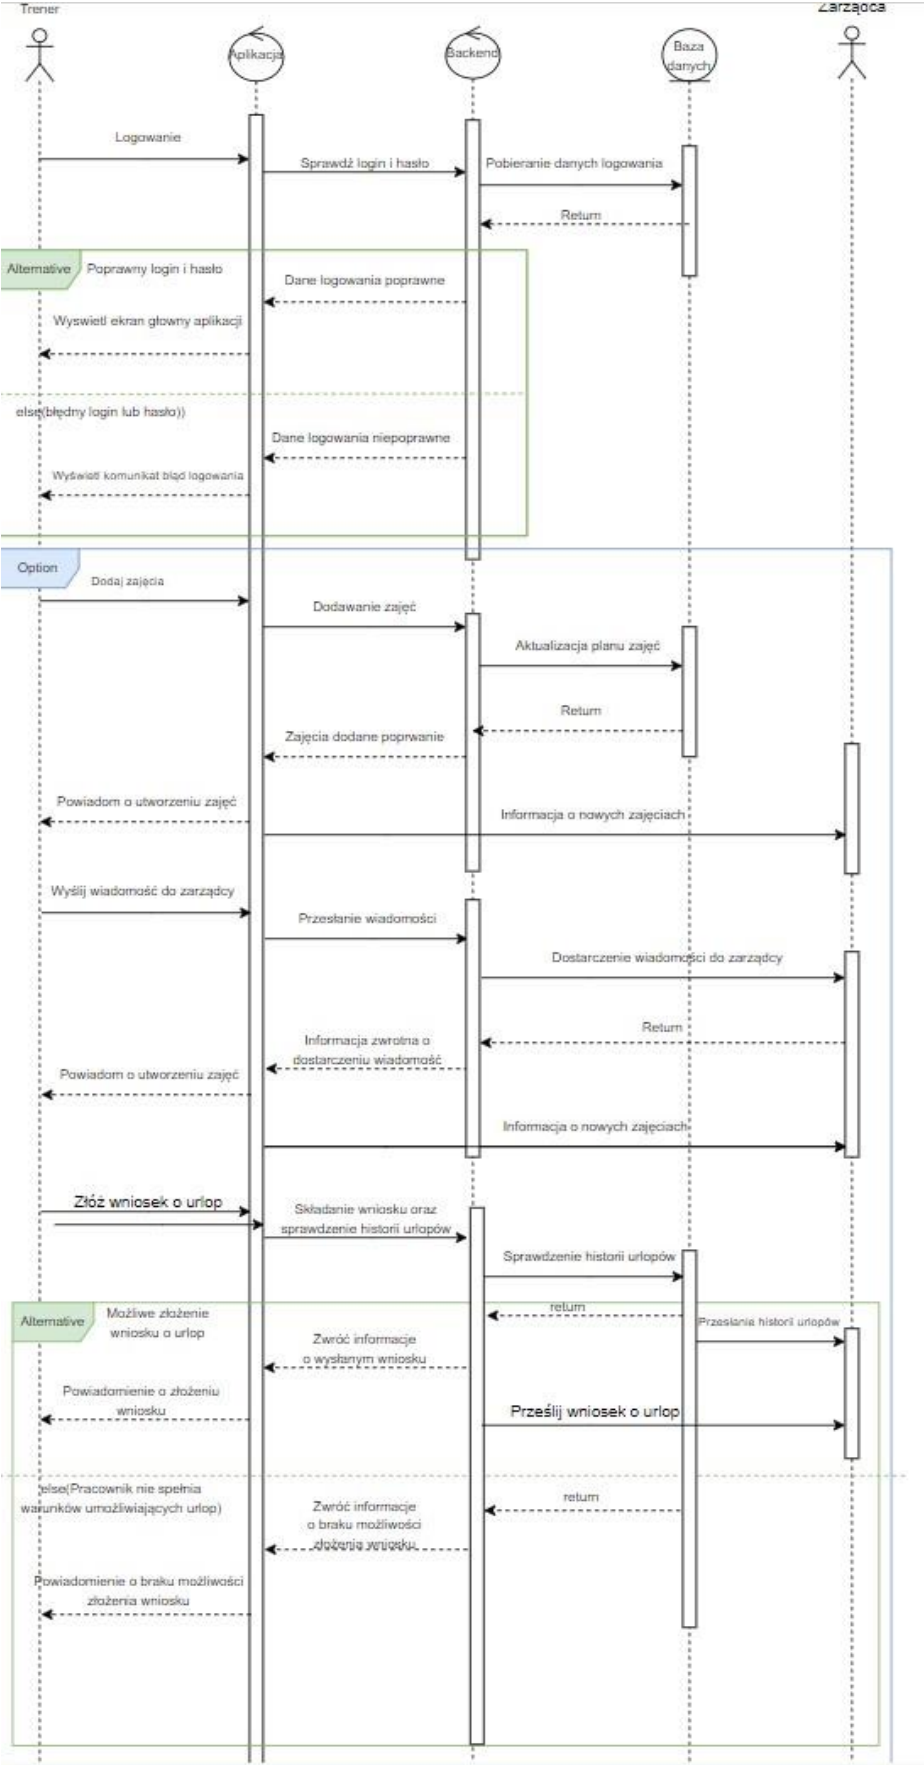 Trener
Zarządca
Aplikacja
Backend
Baza
danych
Logowanie
Sprawdź login i hasło
Pobieranie danych logowania
Return
Alternative
Poprawny login i hasło
Dane logowania poprawne
Wyswietl ekran głowny aplikacji
else(błędny login lub hasło))
Dane logowania niepoprawne
Wyświetl komunikat błąd logowania
Option
Dodaj zajęcia
Dodawanie zajęć
Aktualizacja planu zajęć
Return
Zajęcia dodane poprwanie
Powiadom o utworzeniu zajęć
Informacja o nowych zajęciach
Wyślij wiadomość do zarządcy
Przesłanie wiadomości
Dostarczenie wiadomości do zarządcy
Return
Informacja zwrotna o
dostarczeniu wiadomość
Powiadom o utworzeniu zajęć
Informacja o nowych zajęciach
Złóż wniosek o urlop
Składanie wniosku oraz
sprawdzenie historii urlopów
Sprawdzenie historii urlopów
return
Alternative
Możliwe złożenie
wniosku o urlop
Przesłanie historii urlopów
Zwróć informacje
o wysłanym wniosku
Powiadomienie o złożeniu
wniosku
Prześlij wniosek o urlop
else(Pracownik nie spełnia
warunków umożliwiających urlop)
return
Zwróć informacje
o braku możliwości
złożenia wniosku
Powiadomienie o braku możliwości
złożenia wniosku